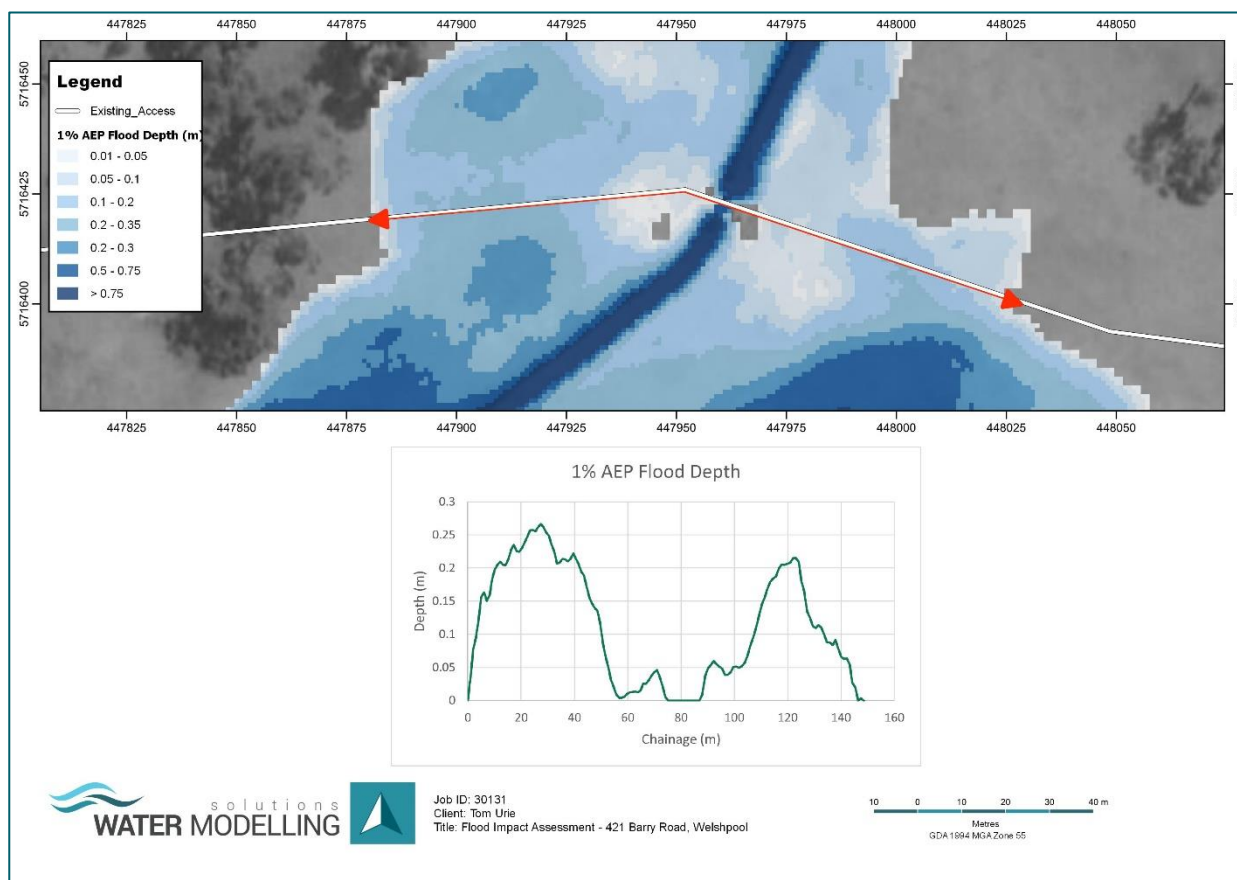 447825 447850 447875 447900 447925 447950 447975 448000 448025 448050
5716450
5716425
5716400
Legend
Existing_Access
1% AEP Flood Depth (m)
0.01 - 0.05
0.05 - 0.1
0.1 - 0.2
0.2 - 0.35
0.2 - 0.3
0.5 - 0.75
> 0.75
447825 447850 447875 447900 447925 447950 447975 448000 448025 448050
1% AEP Flood Depth
Depth (m)
0.3
0.25
0.2
0.15
0.1
0.05
0
0 20 40 60 80 100 120 140 160
Chainage (m)
solutions
WATER MODELLING
Job ID: 30131
Client: Tom Urie
Title: Flood Impact Assessment - 421 Barry Road, Welshpool
10 0 10 20 30 40 m
Metres
GDA 1994 MGA Zone 55